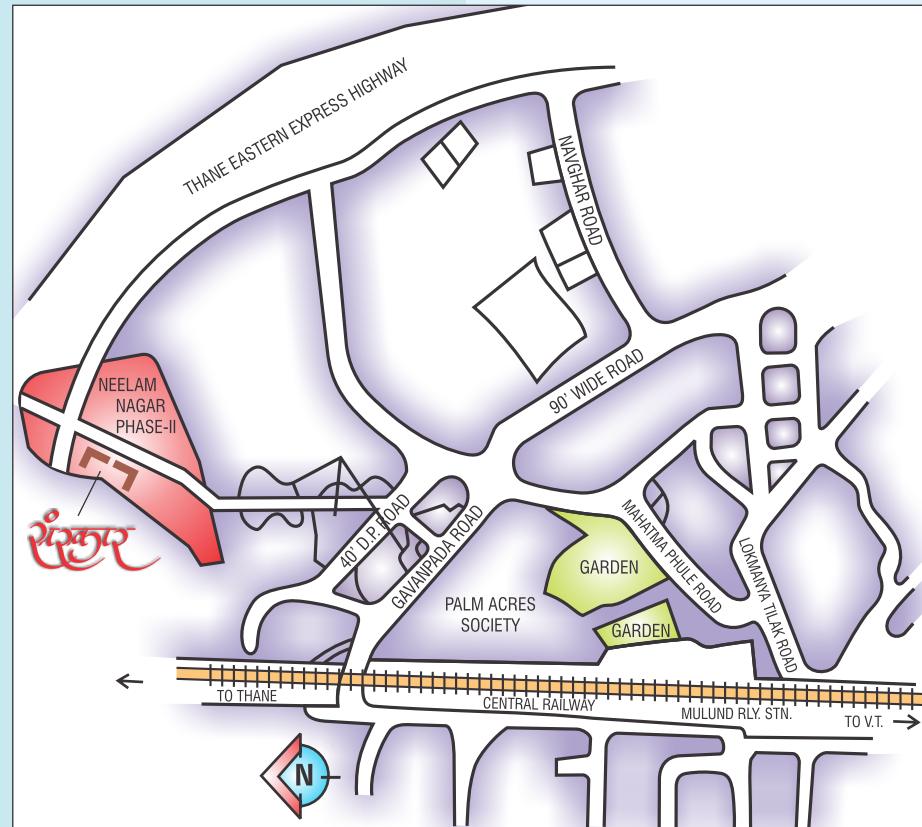 THANE EASTERN EXPRESS HIGHWAY
NAVGHAR ROAD
90' WIDE ROAD
NEELAM
NAGAR
PHASE-II
संस्कार
40' D.P. ROAD
GAVANPADA ROAD
MAHATMA PHULE ROAD
LOKMANYA TILAK ROAD
GARDEN
PALM ACRES
SOCIETY
GARDEN
TO THANE
CENTRAL RAILWAY
MULUND RLY. STN.
TO V.T.
N